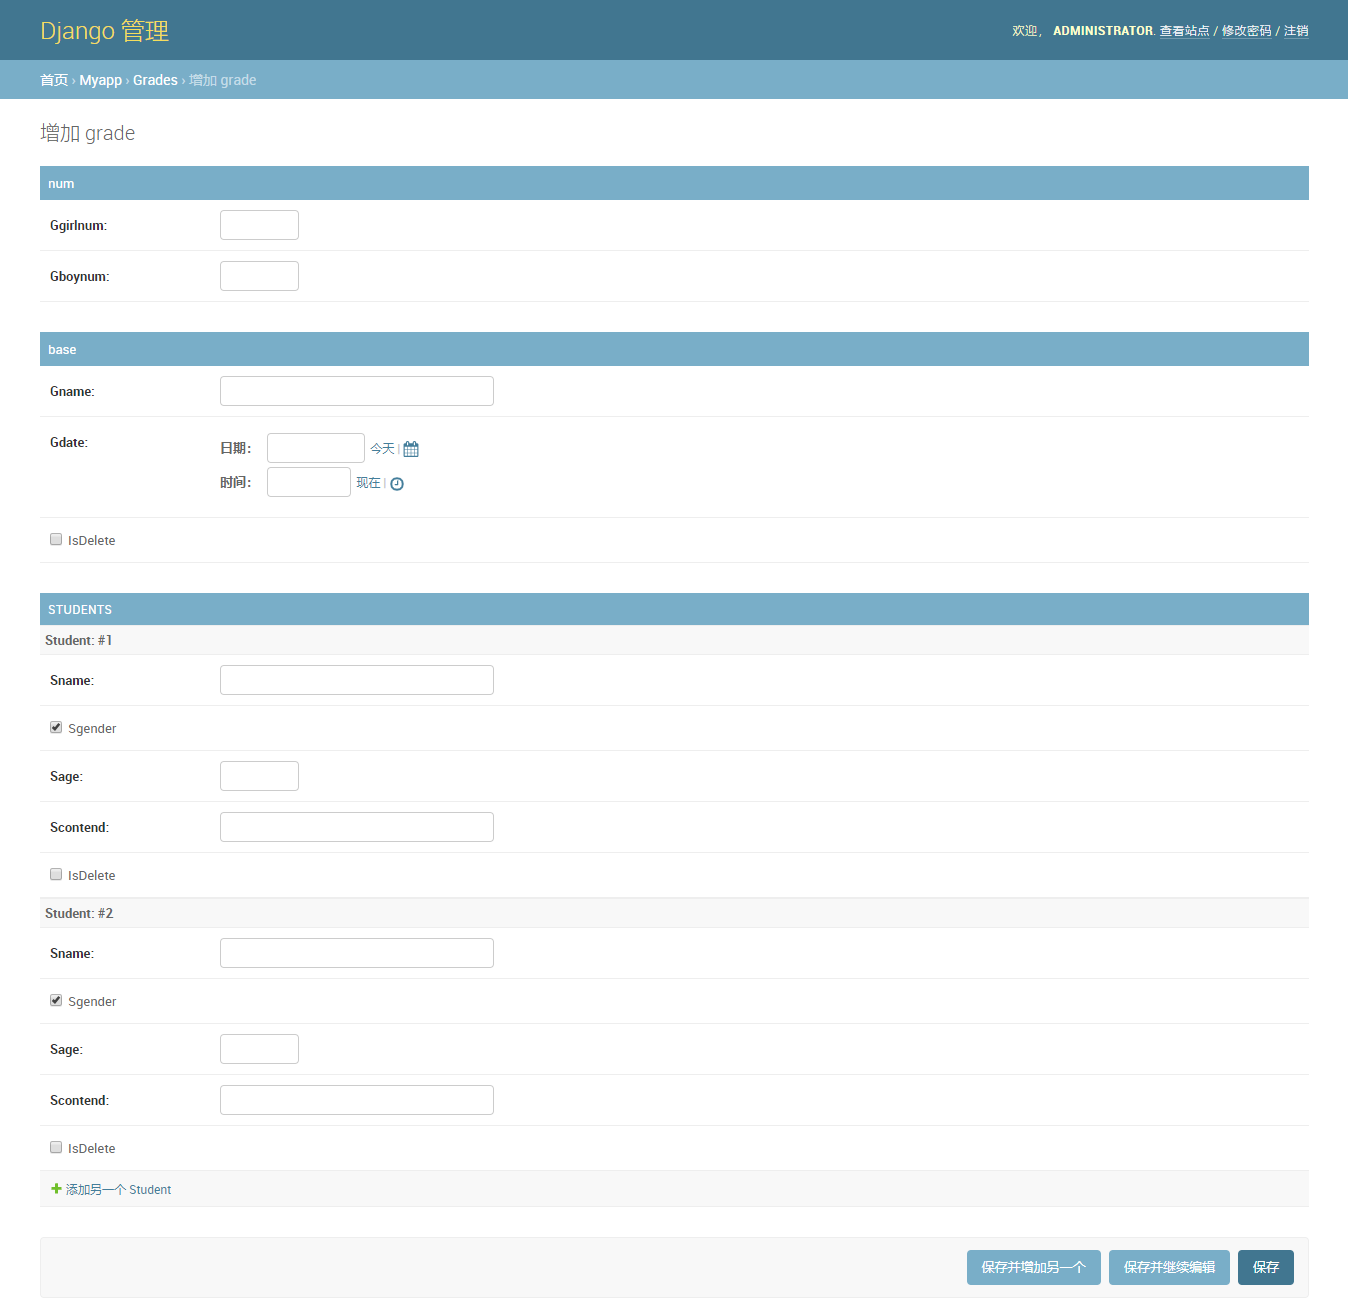 Django 管理
欢迎， ADMINISTRATOR. 查看站点 / 修改密码 / 注销
首页 › Myapp › Grades › 增加 grade
增加 grade
num
Ggirlnum:
Gboynum:
base
Gname:
Gdate:
日期：
今天 |
时间：
现在 |
IsDelete
STUDENTS
Student: #1
Sname:
Sgender
Sage:
Scontend:
IsDelete
Student: #2
Sname:
Sgender
Sage:
Scontend:
IsDelete
添加另一个 Student
保存并增加另一个 保存并继续编辑 保存